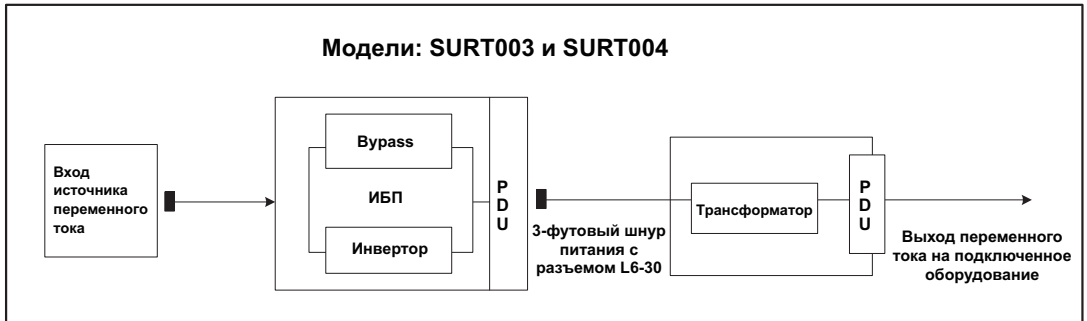 Модели: SURT003 и SURT004
Вход
источника
переменного
тока
Bypass
ИБП
Инвертор
P
D
U
3-футовый шнур
питания с
разъемом L6-30
Трансформатор
P
D
U
Выход переменного
тока на подключенное
оборудование